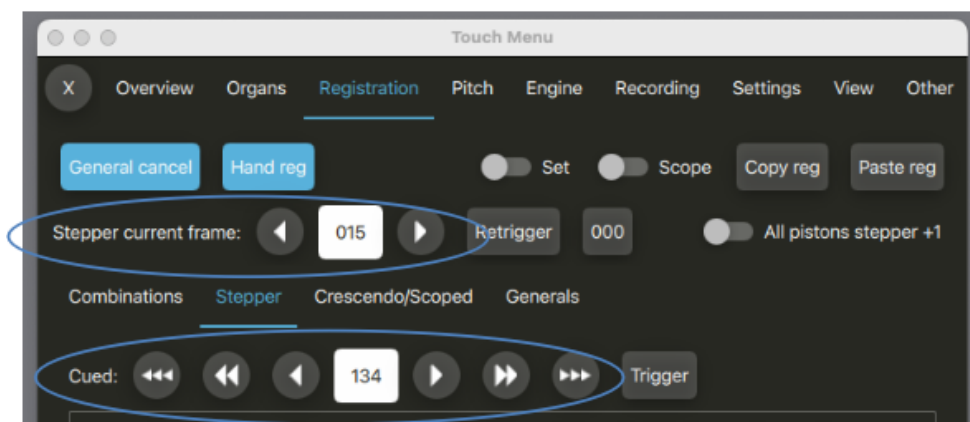 Touch Menu
X Overview Organs Registration Pitch Engine Recording Settings View Other
General cancel Hand reg Set Scope Copy reg Paste reg
Stepper current frame: 015 Retrigger 000 All pistons stepper +1
Combinations Stepper Crescendo/Scoped Generals
Cued: 134 Trigger